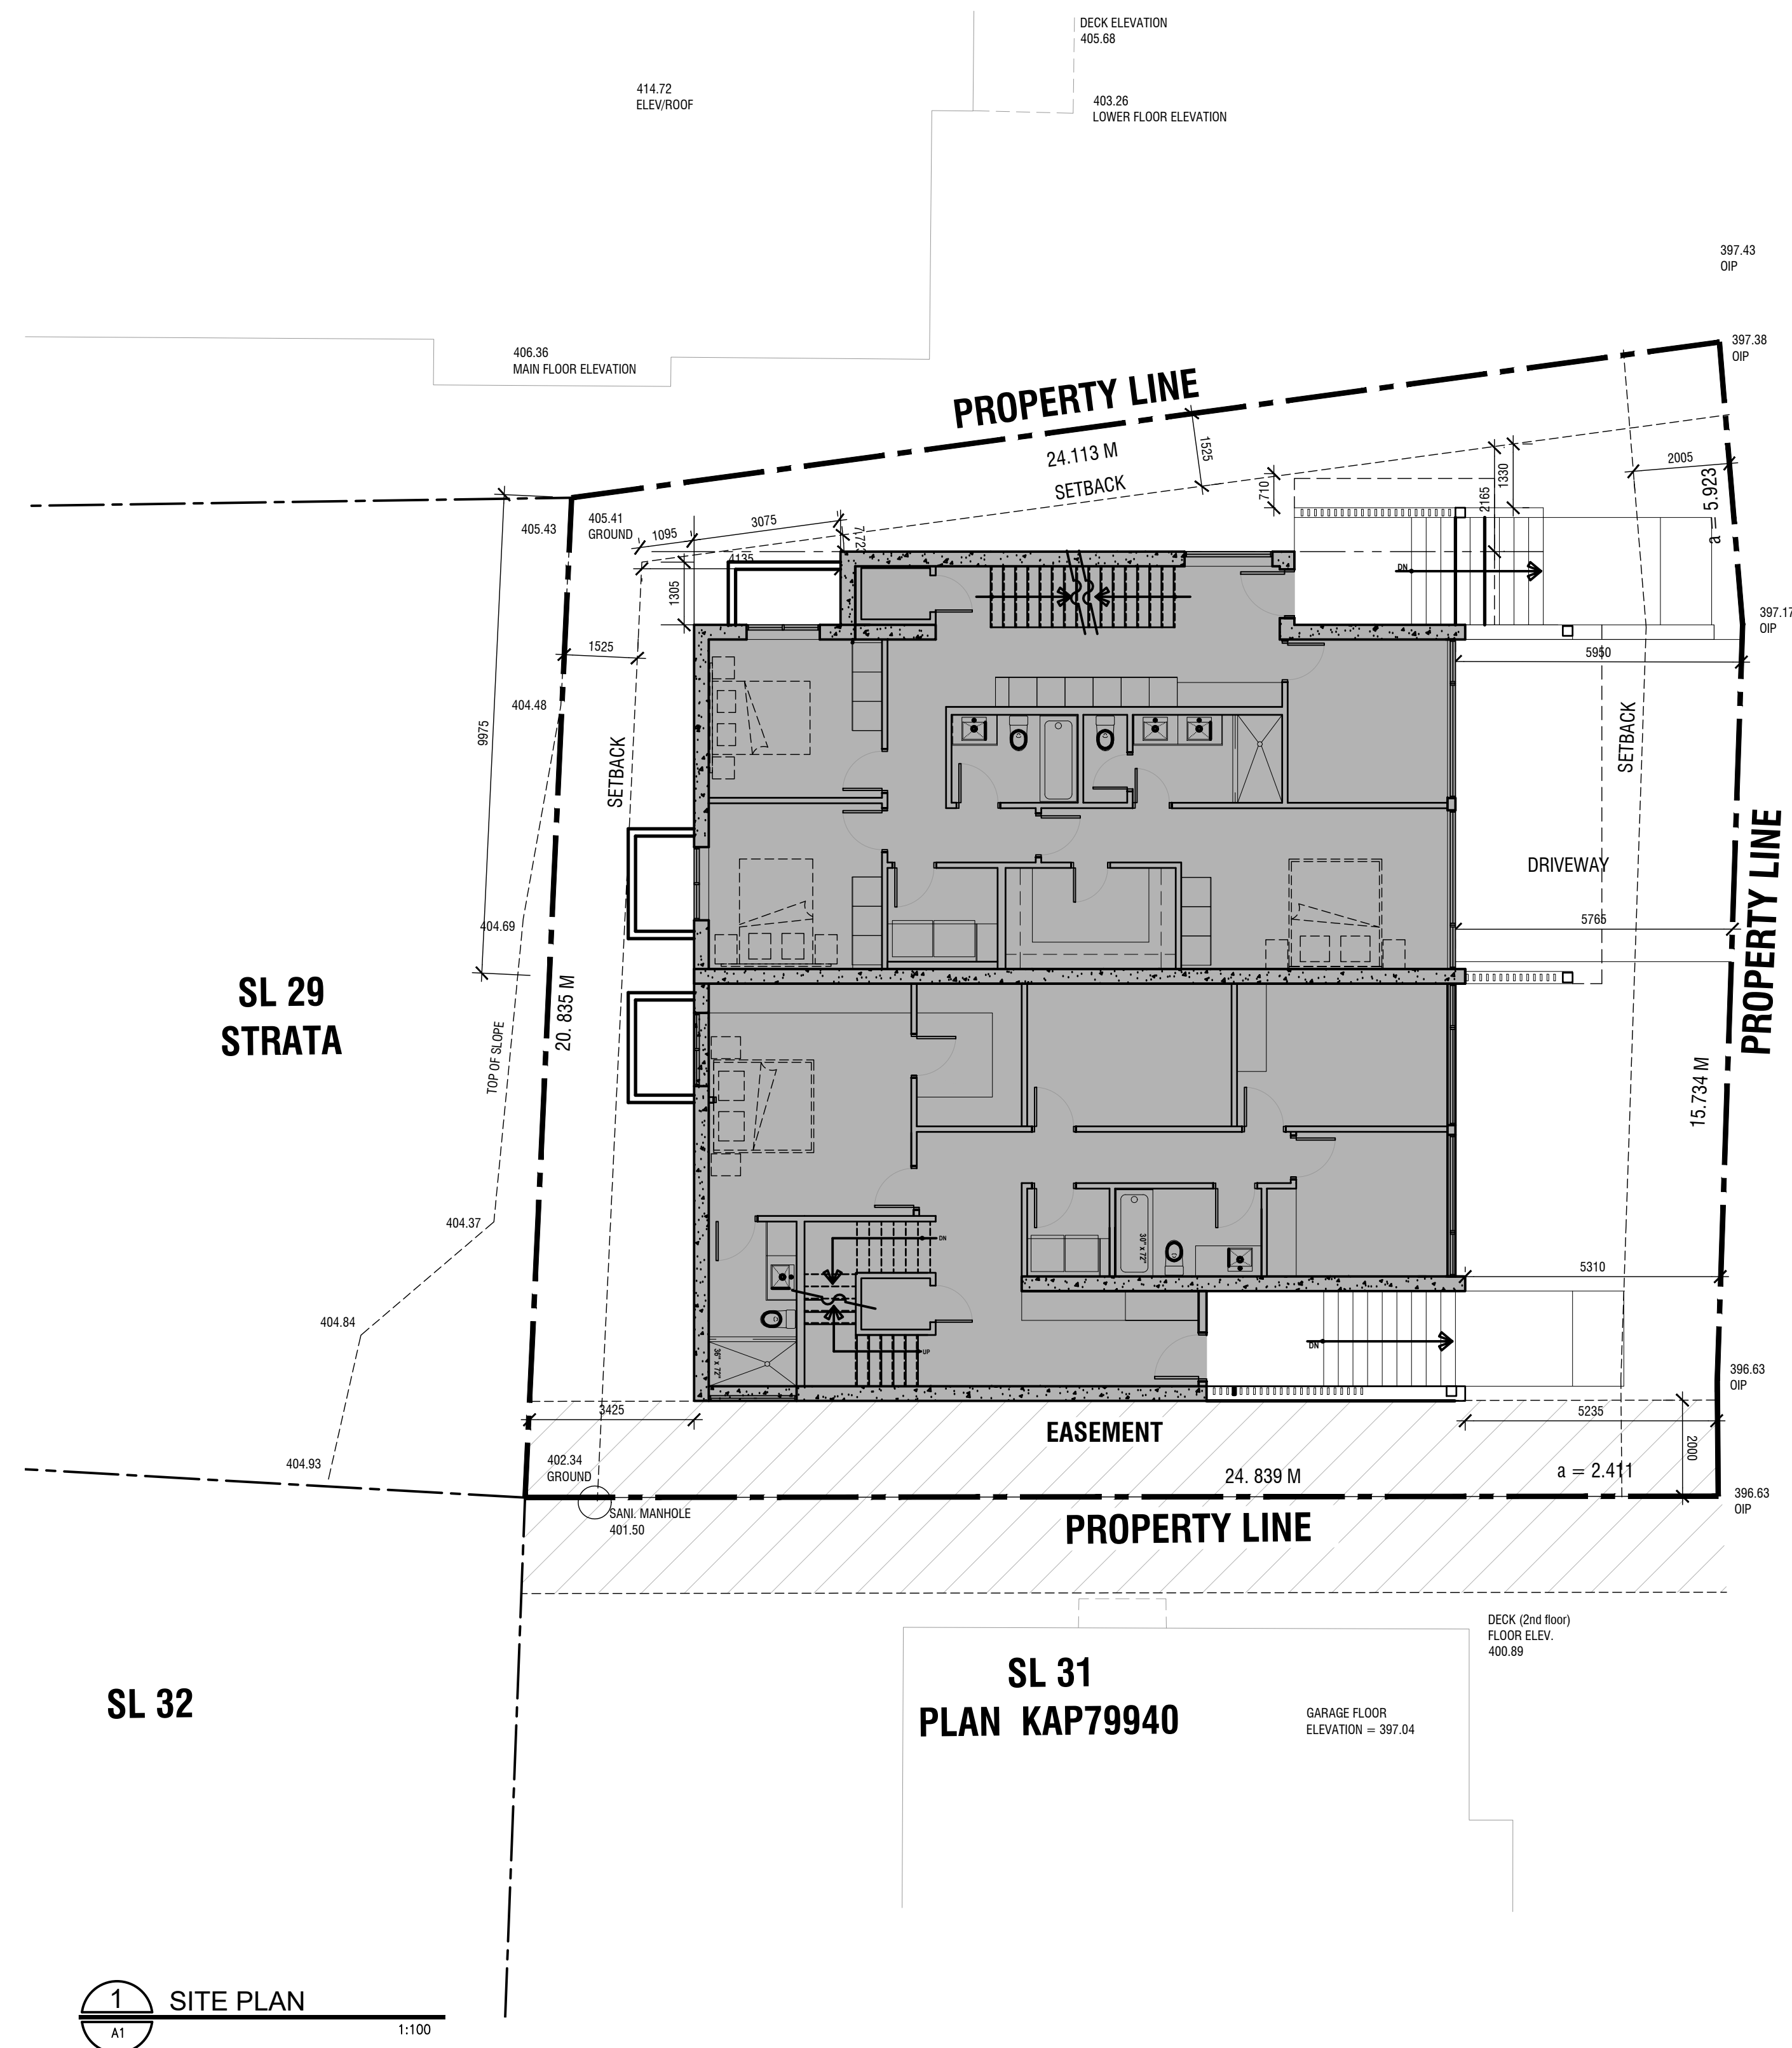 DECK ELEVATION
405.68
414.72
ELEV/ROOF
403.26
LOWER FLOOR ELEVATION
397.43
OIP
397.38
OIP
406.36
MAIN FLOOR ELEVATION
PROPERTY LINE
24.113 M
SETBACK
1525
710
2165
1330
2005
a = 5.923
405.43
405.41
GROUND
1095
3075
4135
1305
DN
397.17
OIP
1525
5950
404.48
9975
SETBACK
SETBACK
DRIVEWAY
PROPERTY LINE
404.69
5765
SL 29
STRATA
20. 835 M
TOP OF SLOPE
15.734 M
404.37
DN
30" x 72"
5310
404.84
UP
DN
36" x 72"
396.63
OIP
3425
EASEMENT
5235
2000
404.93
402.34
GROUND
24. 839 M
a = 2.411
396.63
OIP
SANI. MANHOLE
401.50
PROPERTY LINE
DECK (2nd floor)
FLOOR ELEV.
400.89
SL 31
PLAN KAP79940
SL 32
GARAGE FLOOR
ELEVATION = 397.04
1
SITE PLAN
A1
1:100